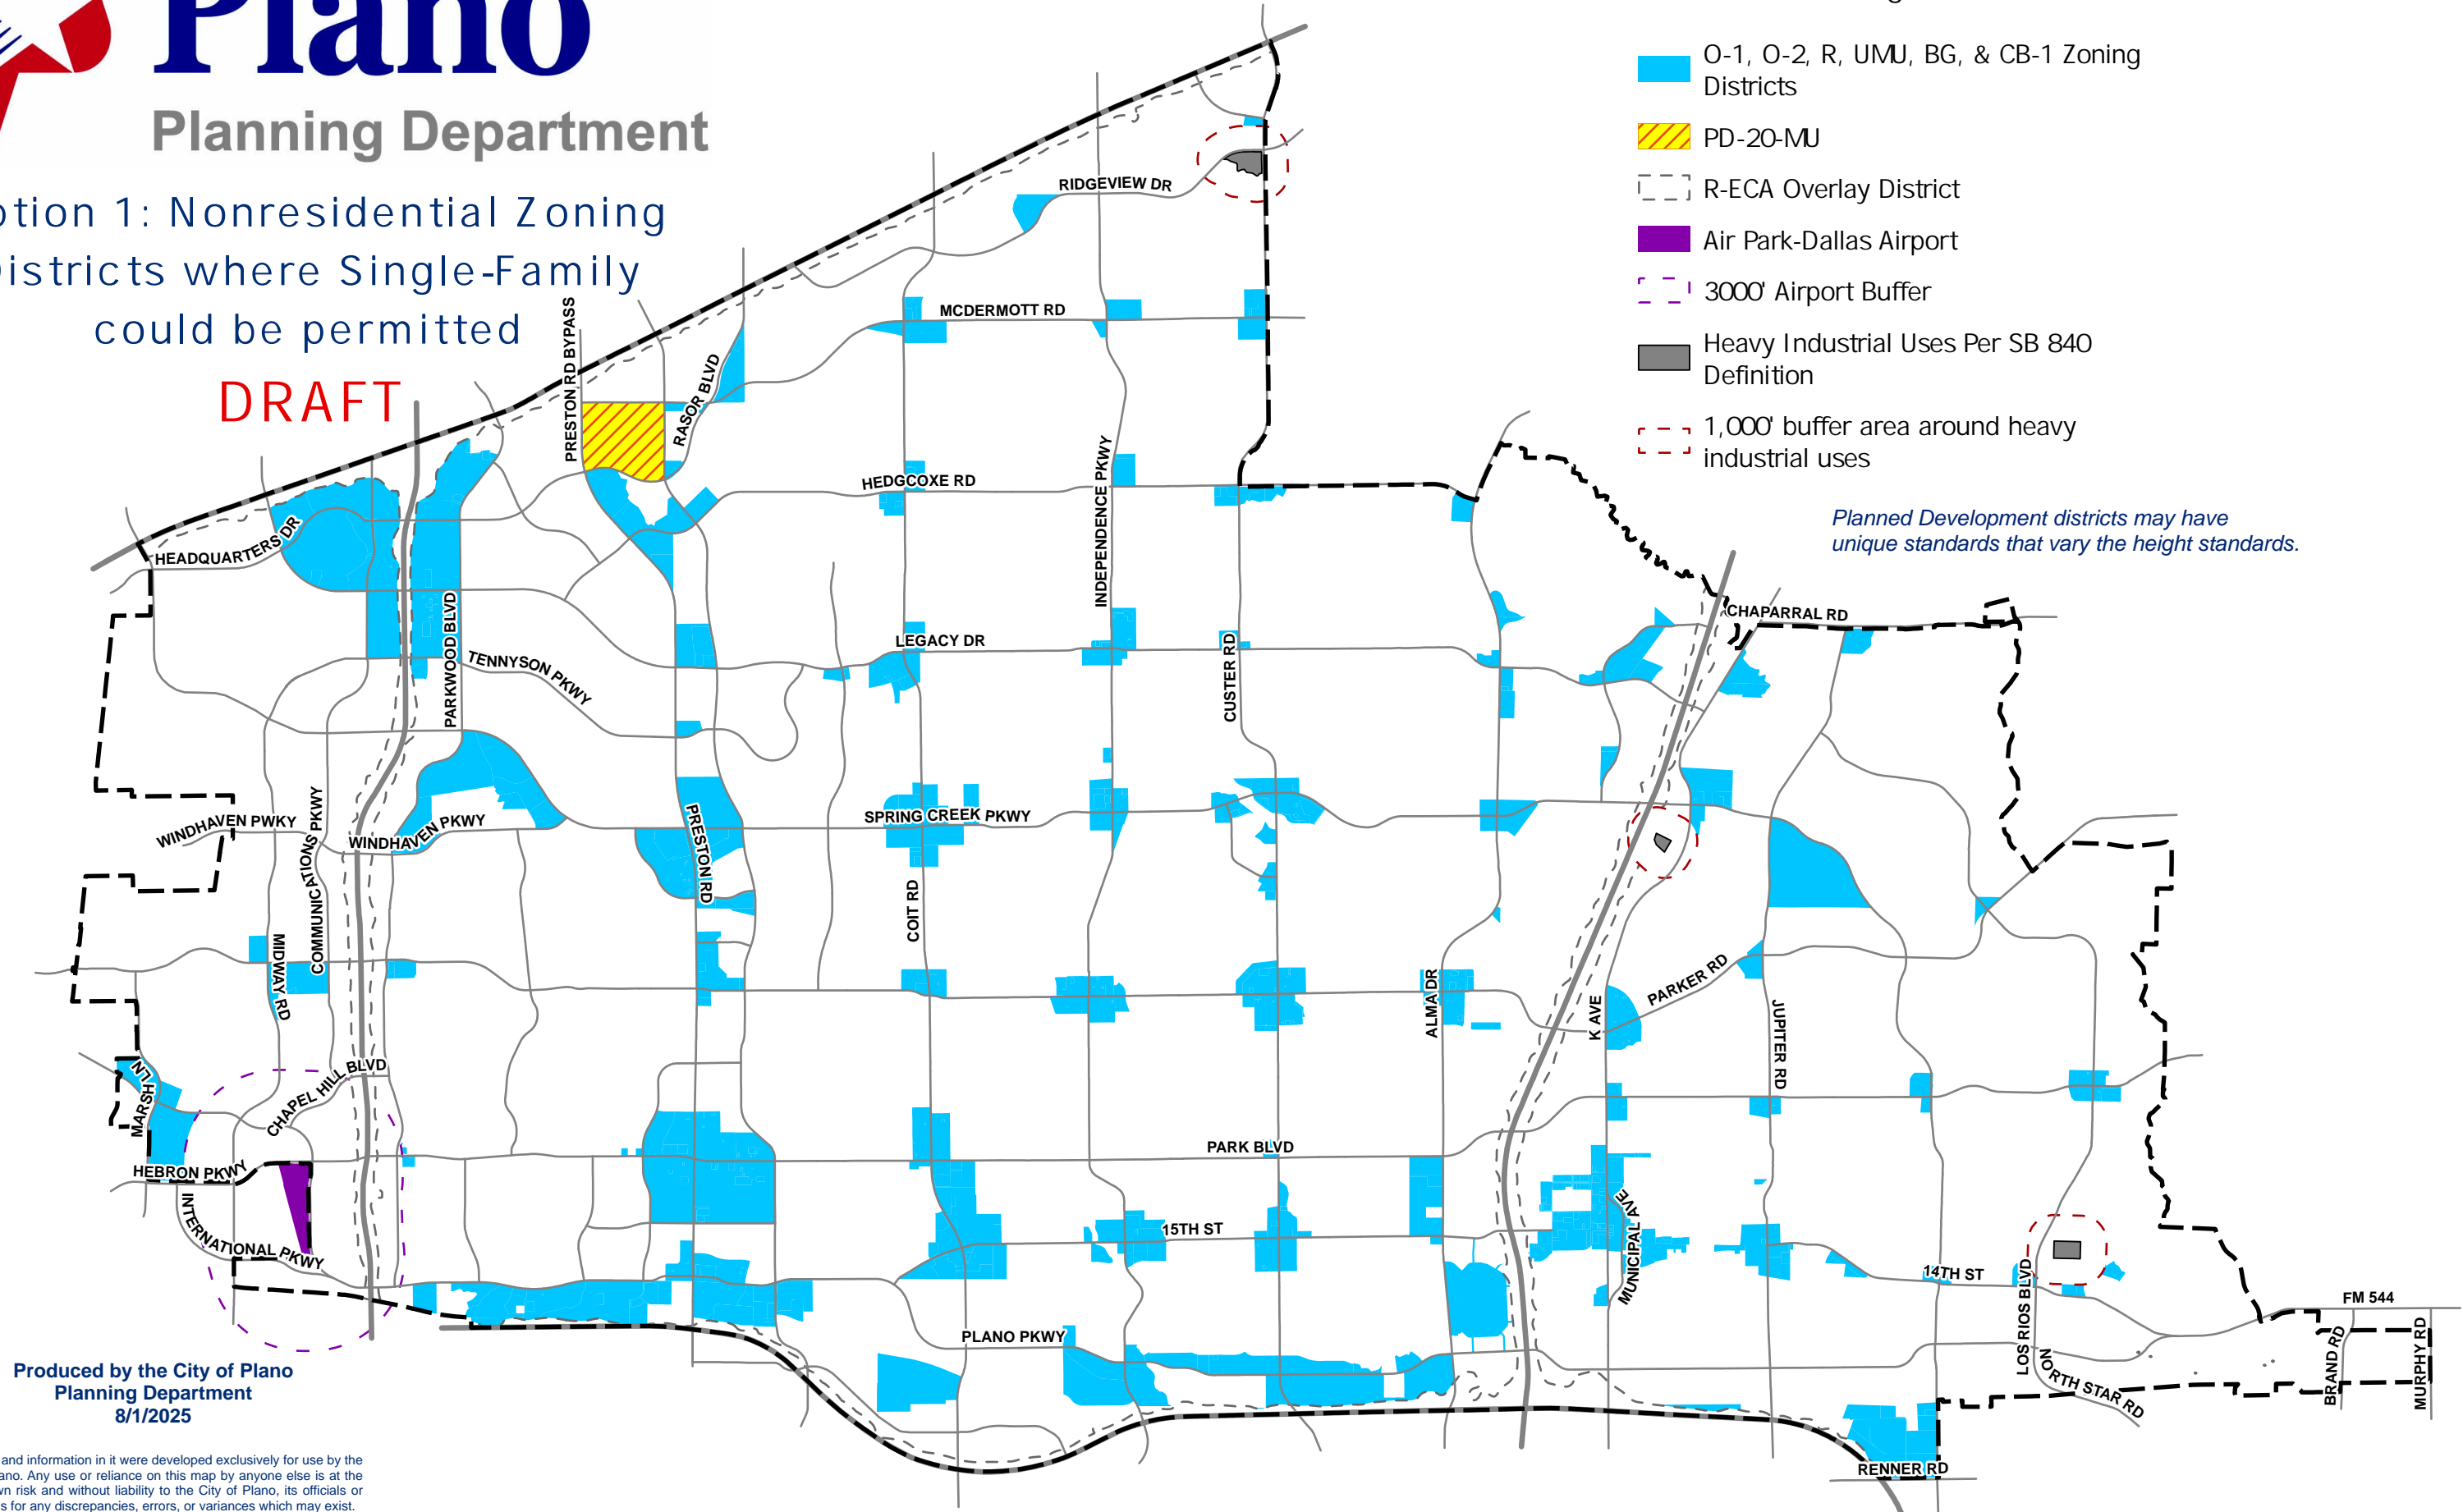 Plano
Planning Department
ption 1: Nonresidential Zoning
istricts where Single-Family
could be permitted
DRAFT
O-1, O-2, R, UMU, BG, & CB-1 Zoning
Districts
PD-20-MU
R-ECA Overlay District
Air Park-Dallas Airport
3000' Airport Buffer
Heavy Industrial Uses Per SB 840
Definition
1,000' buffer area around heavy
industrial uses
Planned Development districts may have
unique standards that vary the height standards.
RIDGEVIEW DR
MCDERMOTT RD
PRESTON RD BYPASS
RASOR BLVD
HEDGCOXE RD
INDEPENDENCE PKWY
HEADQUARTERS DR
CHAPARRAL RD
PARKWOOD BLVD
LEGACY DR
CUSTER RD
TENNYSON PKWY
COMMUNICATIONS PKWY
WINDHAVEN PWKY
WINDHAVEN PKWY
PRESTON RD
SPRING CREEK PKWY
COIT RD
MIDWAY RD
ALMA DR
K AVE
PARKER RD
JUPITER RD
MARSH LN
CHAPEL HILL BLVD
PARK BLVD
HEBRON PKWY
INTERNATIONAL PKWY
15TH ST
MUNICIPAL AVE
14TH ST
LOS RIOS BLVD
FM 544
PLANO PKWY
BRAND RD
MURPHY RD
NORTH STAR RD
RENNER RD
Produced by the City of Plano
Planning Department
8/1/2025
and information in it were developed exclusively for use by the
ano. Any use or reliance on this map by anyone else is at the
wn risk and without liability to the City of Plano, its officials or
s for any discrepancies, errors, or variances which may exist.